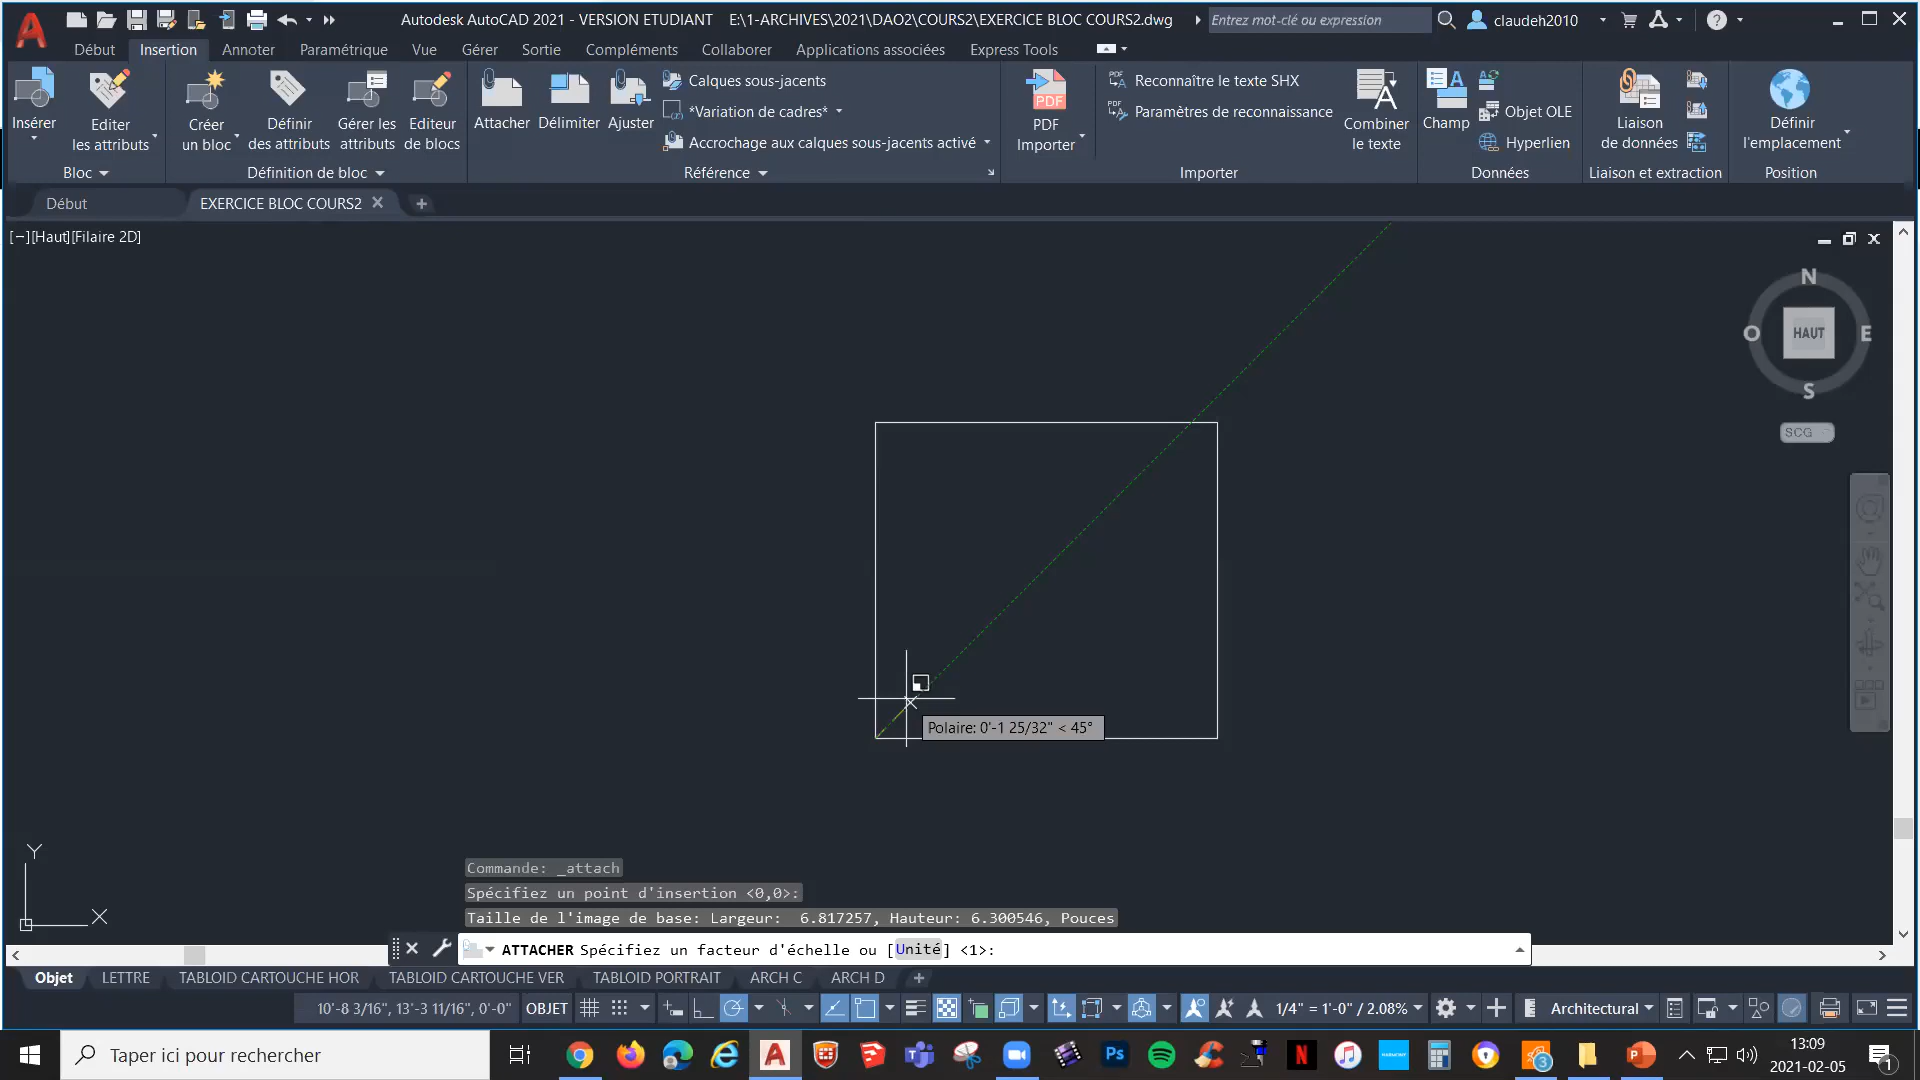 Autodesk AutoCAD 2021 - VERSION ETUDIANT E:\1-ARCHIVES\2021\DAO2\COURS2\EXERCICE BLOC COURS2.dwg
Entrez mot-clé ou expression
claudeh2010
Début Insertion Annoter Paramétrique Vue Gérer Sortie Compléments Collaborer Applications associées Express Tools
Insérer
Editer
les attributs
Bloc
Créer
un bloc
Définir
des attributs
Gérer les
attributs
Editeur
de blocs
Définition de bloc
Attacher
Délimiter
Ajuster
Calques sous-jacents
*Variation de cadres*
Accrochage aux calques sous-jacents activé
Référence
PDF
PDF
Importer
PDF Reconnaître le texte SHX
PDF Paramètres de reconnaissance
Combiner
le texte
Importer
Champ
Objet OLE
Hyperlien
Données
Liaison
de données
Liaison et extraction
Définir
l'emplacement
Position
Début EXERCICE BLOC COURS2
[−][Haut][Filaire 2D]
N
O HAUT E
S
SCG
Polaire: 0'-1 25/32" < 45°
Y
X
Commande: _attach
Spécifiez un point d'insertion <0,0>:
Taille de l'image de base: Largeur: 6.817257, Hauteur: 6.300546, Pouces
ATTACHER Spécifiez un facteur d'échelle ou [Unité] <1>:
Objet LETTRE TABLOID CARTOUCHE HOR TABLOID CARTOUCHE VER TABLOID PORTRAIT ARCH C ARCH D
10'-8 3/16", 13'-3 11/16", 0'-0" OBJET 1/4" = 1'-0" / 2.08% Architectural
Taper ici pour rechercher
Ps
N
3
P
13:09
2021-02-05
1